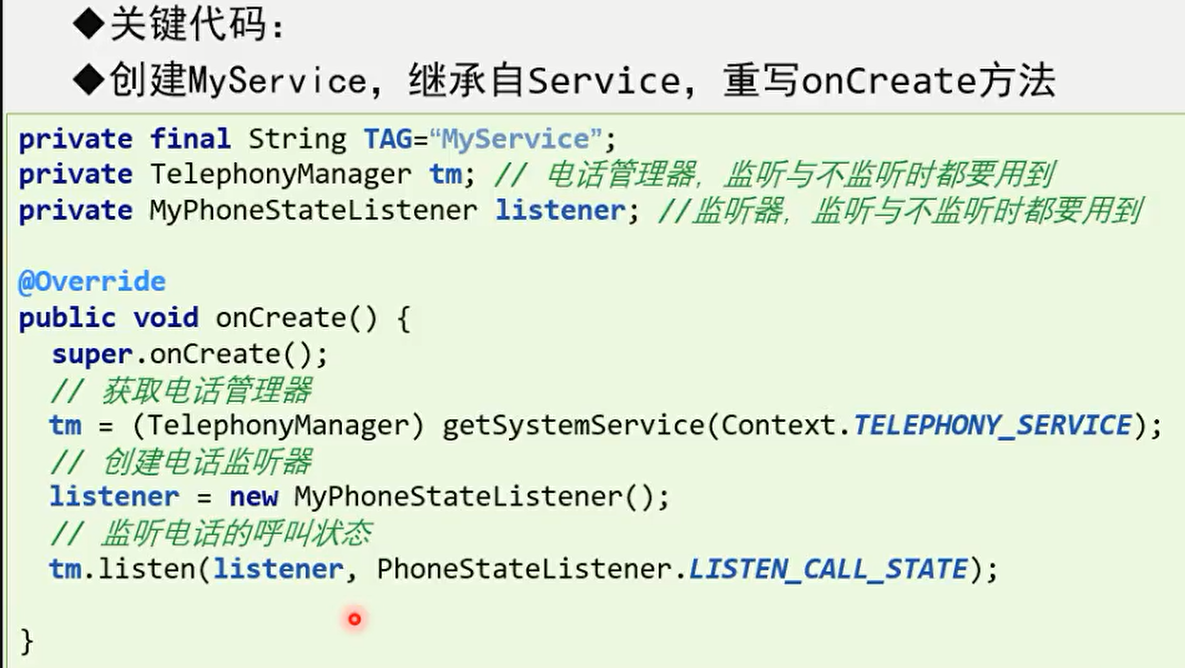 ◆关键代码：
◆创建MyService，继承自Service，重写onCreate方法
private final String TAG=“MyService”;
private TelephonyManager tm; // 电话管理器，监听与不监听时都要用到
private MyPhoneStateListener listener; //监听器，监听与不监听时都要用到
@Override
public void onCreate() {
super.onCreate();
// 获取电话管理器
tm = (TelephonyManager) getSystemService(Context.TELEPHONY_SERVICE);
// 创建电话监听器
listener = new MyPhoneStateListener();
// 监听电话的呼叫状态
tm.listen(listener, PhoneStateListener.LISTEN_CALL_STATE);
}